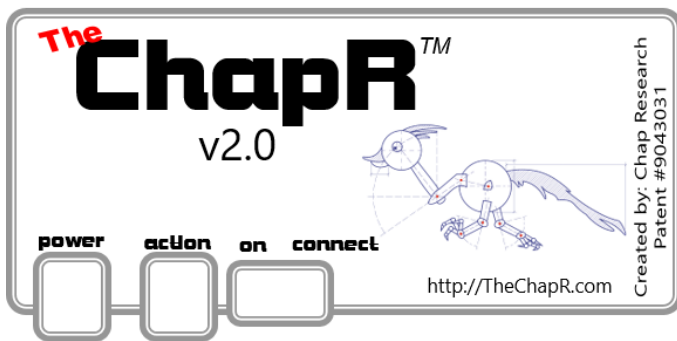 The
ChapR™
v2.0
power action on connect
http://TheChapR.com
Created by: Chap Research
Patent #9043031